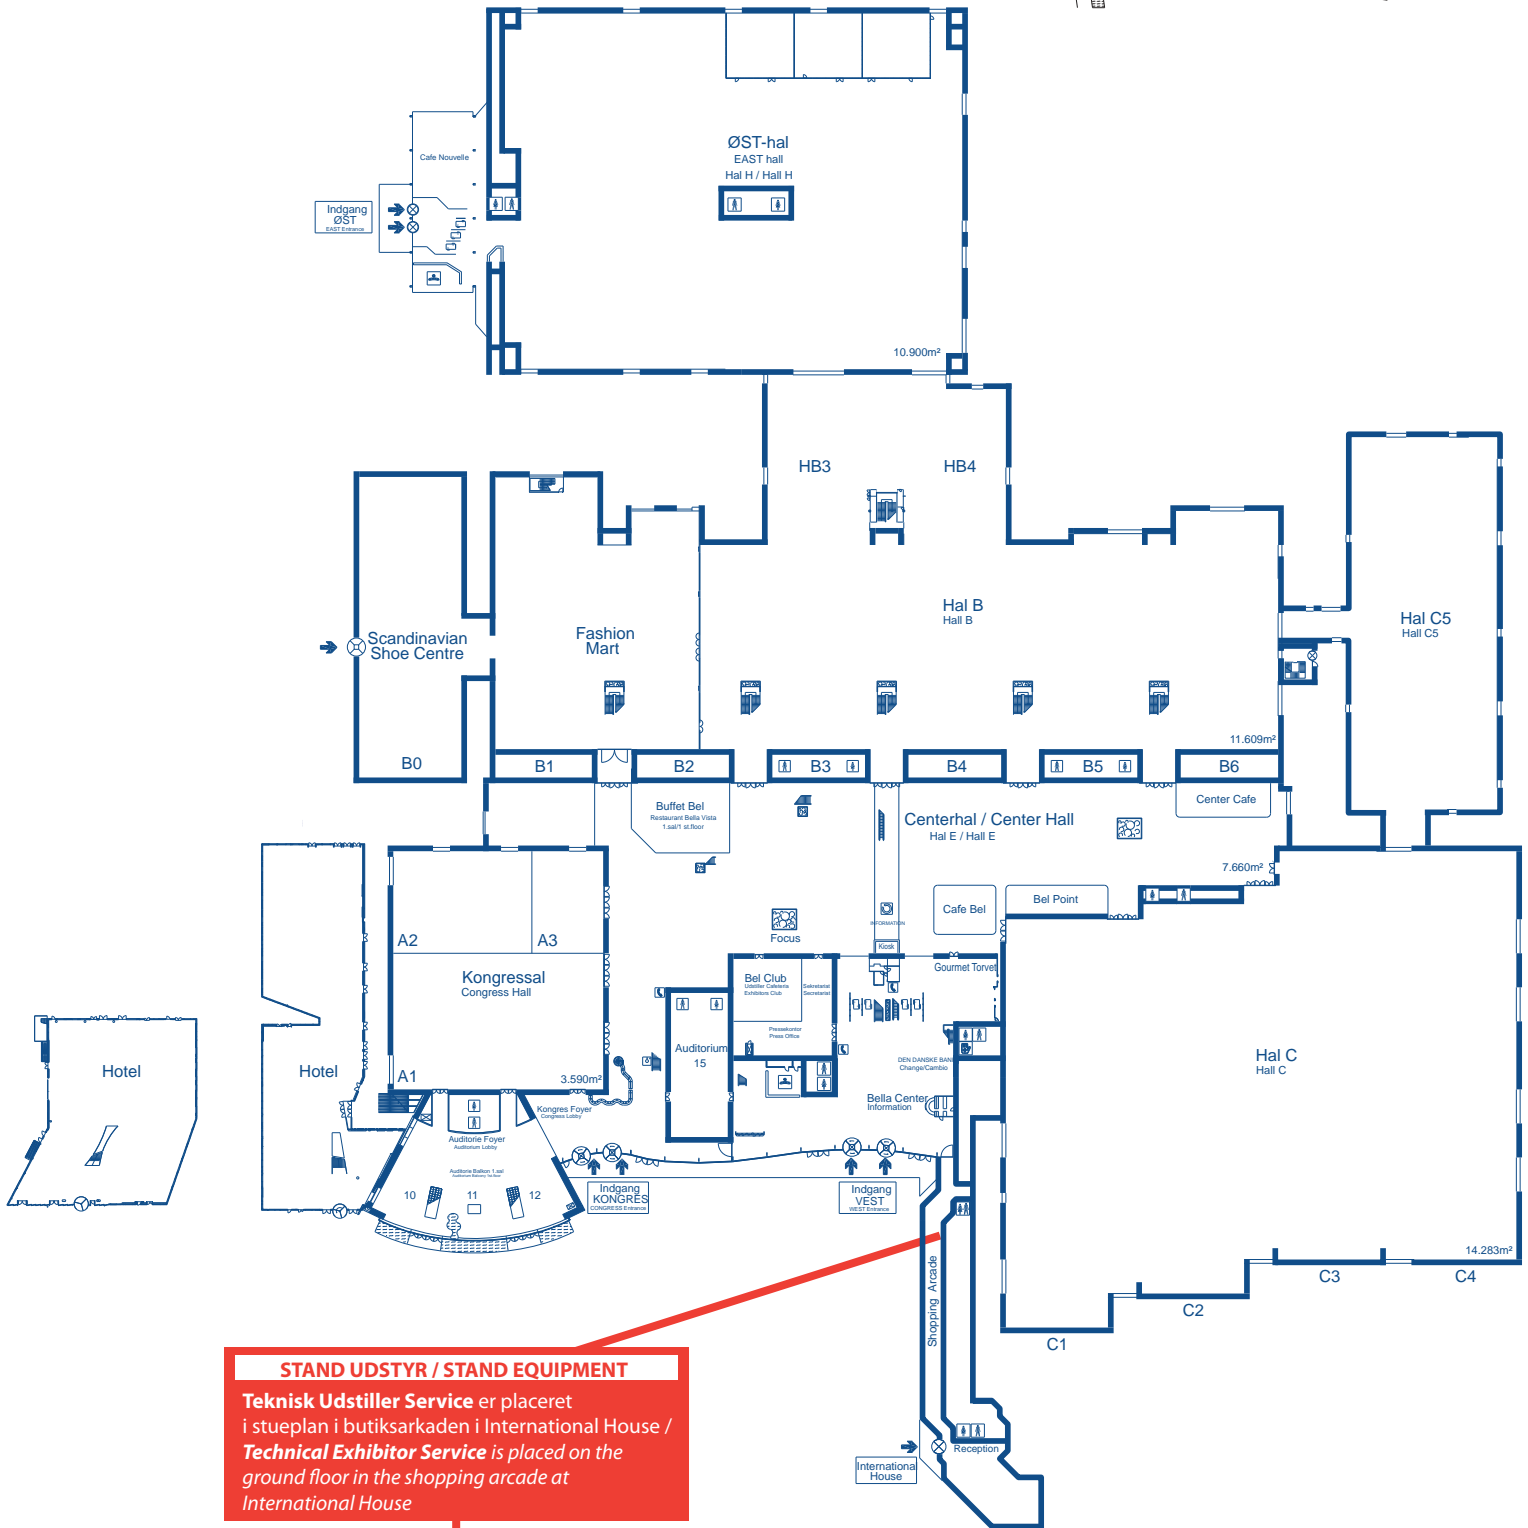 ØST-hal
EAST hall
Hal H / Hall H
Cafe Nouvelle
Indgang
ØST
EAST Entrance
10.900m²
HB3
HB4
Scandinavian
Shoe Centre
Fashion
Mart
Hal B
Hall B
Hal C5
Hall C5
11.609m²
B0
B1
B2
B3
B4
B5
B6
Buffet Bel
Restaurant Bella Vista
1.sal/1 st.floor
Center Cafe
Centerhal / Center Hall
Hal E / Hall E
7.660m²
Cafe Bel
Bel Point
INFORMATION
Kiosk
Focus
A2
A3
Kongressal
Congress Hall
A1
3.590m²
Bel Club
Udstiller Cafeteria
Exhibitors Club
Sekretariat
Secretariat
Pressekontor
Press Office
Gourmet Torvet
Auditorium
15
DEN DANSKE BANK
Change/Cambio
Bella Center
Information
Hal C
Hall C
Hotel
Hotel
Kongres Foyer
Congress Lobby
Auditorie Foyer
Auditorium Lobby
Auditorie Balkon 1.sal
Auditorium Balcony 1st.floor
10
11
12
Indgang
KONGRES
CONGRESS Entrance
Indgang
VEST
WEST Entrance
Shopping Arcade
14.283m²
C3
C4
C2
C1
Reception
International
House
STAND UDSTYR / STAND EQUIPMENT
Teknisk Udstiller Service er placeret
i stueplan i butiksarkaden i International House /
Technical Exhibitor Service is placed on the
ground floor in the shopping arcade at
International House